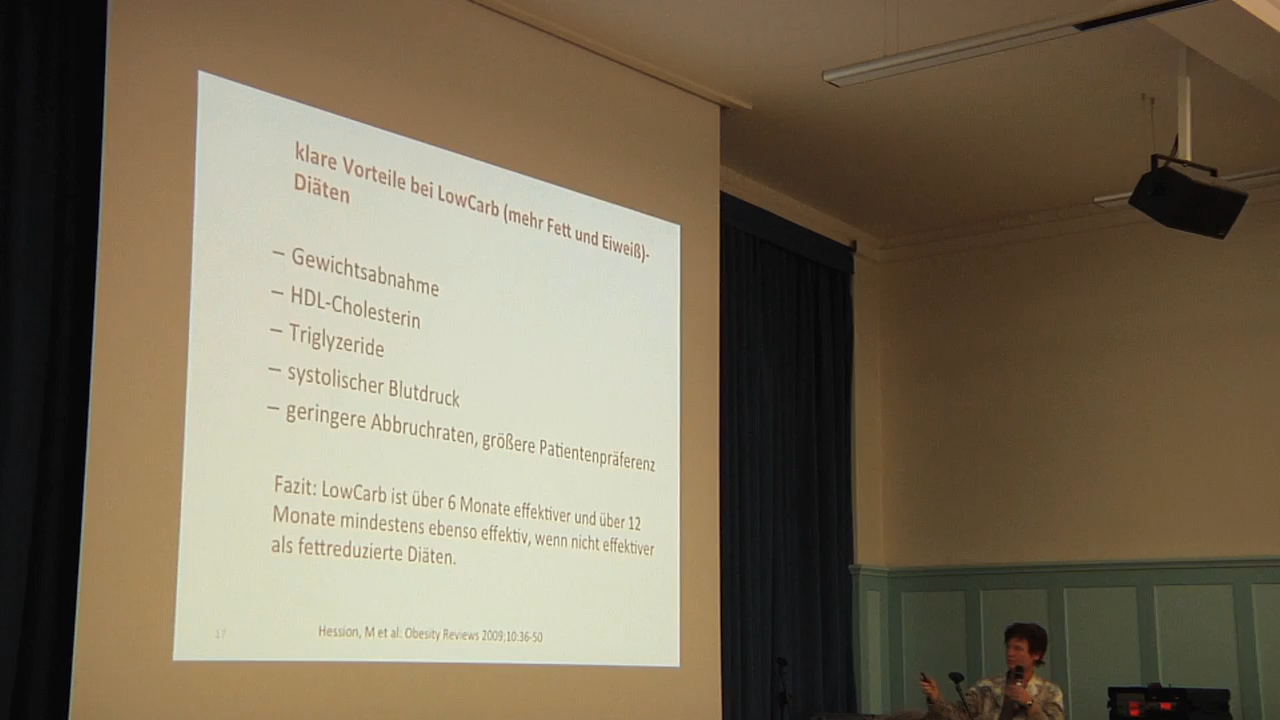 klare Vorteile bei LowCarb (mehr Fett und Eiweiß)-
Diäten
– Gewichtsabnahme
– HDL-Cholesterin
– Triglyzeride
– systolischer Blutdruck
– geringere Abbruchraten, größere Patientenpräferenz
Fazit: LowCarb ist über 6 Monate effektiver und über 12
Monate mindestens ebenso effektiv, wenn nicht effektiver
als fettreduzierte Diäten.
17
Hession, M et al: Obesity Reviews 2009;10:36-50